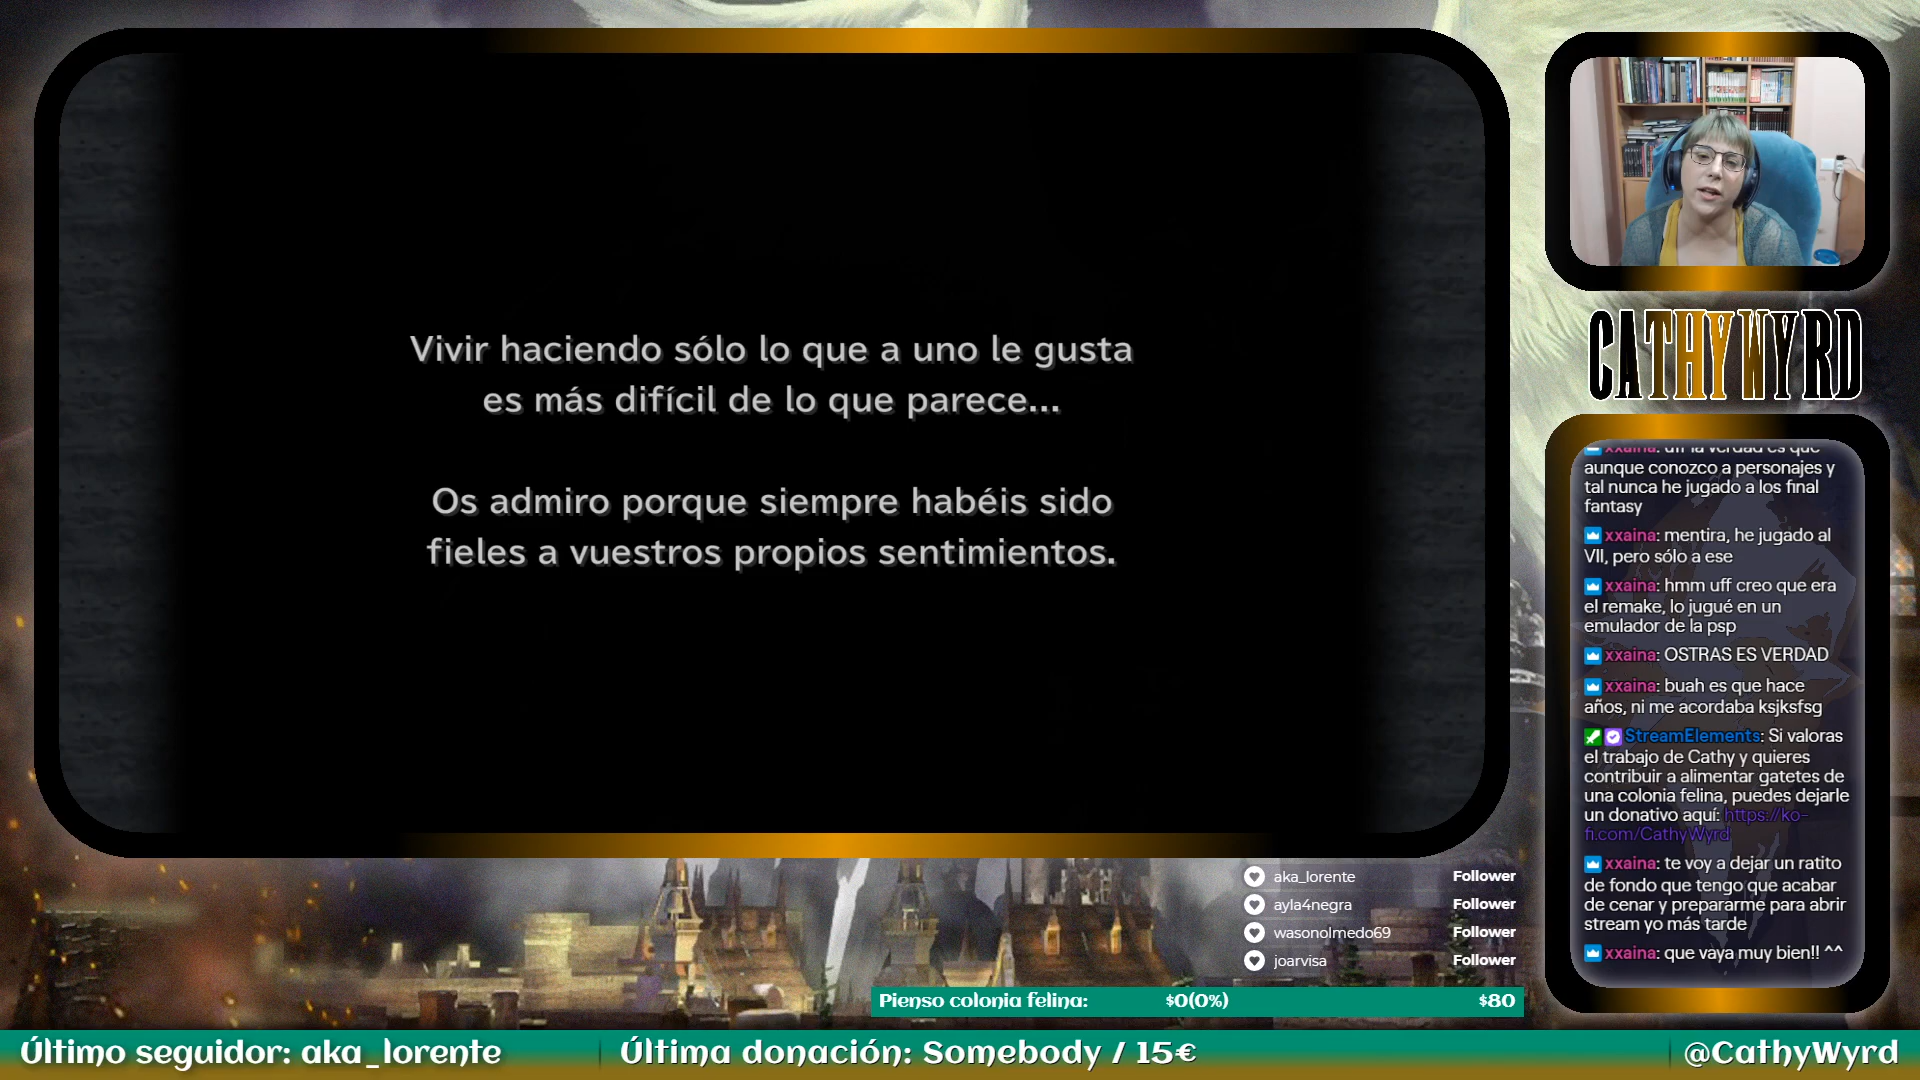 Vivir haciendo sólo lo que a uno le gusta
es más difícil de lo que parece...
Os admiro porque siempre habéis sido
fieles a vuestros propios sentimientos.
CATHYWYRD
xxaina: uff la verdad es que
aunque conozco a personajes y
tal nunca he jugado a los final
fantasy
xxaina: mentira, he jugado al
VII, pero sólo a ese
xxaina: hmm uff creo que era
el remake, lo jugué en un
emulador de la psp
xxaina: OSTRAS ES VERDAD
xxaina: buah es que hace
años, ni me acordaba ksjksfsg
StreamElements: Si valoras
el trabajo de Cathy y quieres
contribuir a alimentar gatetes de
una colonia felina, puedes dejarle
un donativo aquí: https://ko-
fi.com/CathyWyrd
xxaina: te voy a dejar un ratito
de fondo que tengo que acabar
de cenar y prepararme para abrir
stream yo más tarde
xxaina: que vaya muy bien!! ^^
aka_lorente Follower
ayla4negra Follower
wasonolmedo69 Follower
joarvisa Follower
Pienso colonia felina: $0(0%) $80
Último seguidor: aka_lorente
Última donación: Somebody / 15€
@CathyWyrd